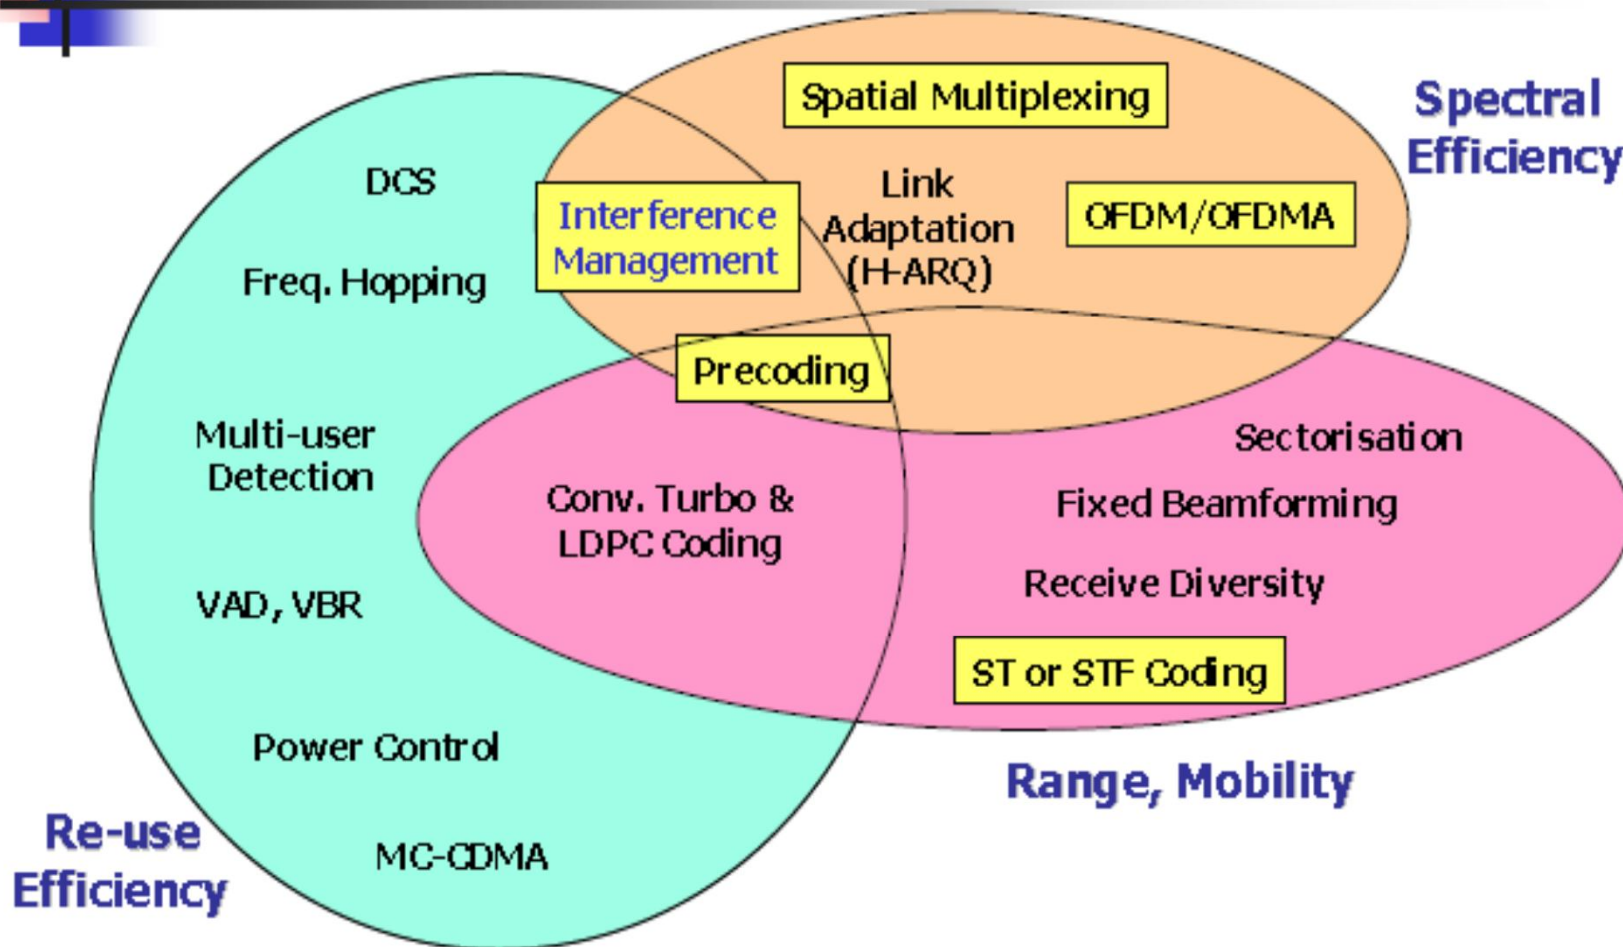 Spatial Multiplexing
Spectral
Efficiency
DCS
Link
Adaptation
(H-ARQ)
Interference
Management
OFDM/OFDMA
Freq. Hopping
Precoding
Multi-user
Detection
Sectorisation
Conv. Turbo &
LDPC Coding
Fixed Beamforming
Receive Diversity
VAD, VBR
ST or STF Coding
Power Control
Range, Mobility
Re-use
Efficiency
MC-CDMA